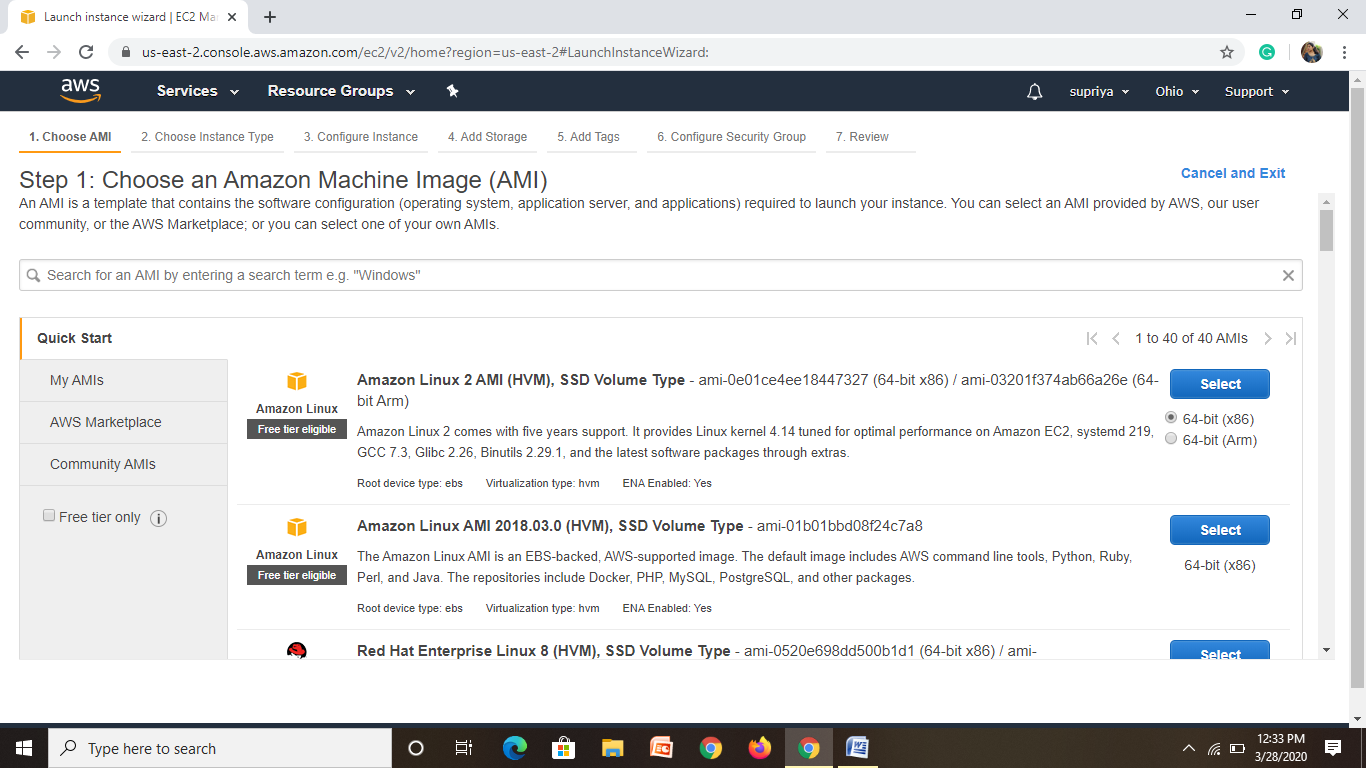 Launch instance wizard | EC2 Ma
us-east-2.console.aws.amazon.com/ec2/v2/home?region=us-east-2#LaunchInstanceWizard:
aws Services Resource Groups supriya Ohio Support
1. Choose AMI 2. Choose Instance Type 3. Configure Instance 4. Add Storage 5. Add Tags 6. Configure Security Group 7. Review
Step 1: Choose an Amazon Machine Image (AMI)
Cancel and Exit
An AMI is a template that contains the software configuration (operating system, application server, and applications) required to launch your instance. You can select an AMI provided by AWS, our user
community, or the AWS Marketplace; or you can select one of your own AMIs.
Search for an AMI by entering a search term e.g. "Windows"
Quick Start
1 to 40 of 40 AMIs
My AMIs
AWS Marketplace
Community AMIs
Free tier only
Amazon Linux
Free tier eligible
Amazon Linux 2 AMI (HVM), SSD Volume Type - ami-0e01ce4ee18447327 (64-bit x86) / ami-03201f374ab66a26e (64-
bit Arm)
Amazon Linux 2 comes with five years support. It provides Linux kernel 4.14 tuned for optimal performance on Amazon EC2, systemd 219,
GCC 7.3, Glibc 2.26, Binutils 2.29.1, and the latest software packages through extras.
Root device type: ebs Virtualization type: hvm ENA Enabled: Yes
Select
64-bit (x86)
64-bit (Arm)
Amazon Linux
Free tier eligible
Amazon Linux AMI 2018.03.0 (HVM), SSD Volume Type - ami-01b01bbd08f24c7a8
The Amazon Linux AMI is an EBS-backed, AWS-supported image. The default image includes AWS command line tools, Python, Ruby,
Perl, and Java. The repositories include Docker, PHP, MySQL, PostgreSQL, and other packages.
Root device type: ebs Virtualization type: hvm ENA Enabled: Yes
Select
64-bit (x86)
Red Hat Enterprise Linux 8 (HVM), SSD Volume Type - ami-0520e698dd500b1d1 (64-bit x86) / ami-
Select
Type here to search
12:33 PM
3/28/2020